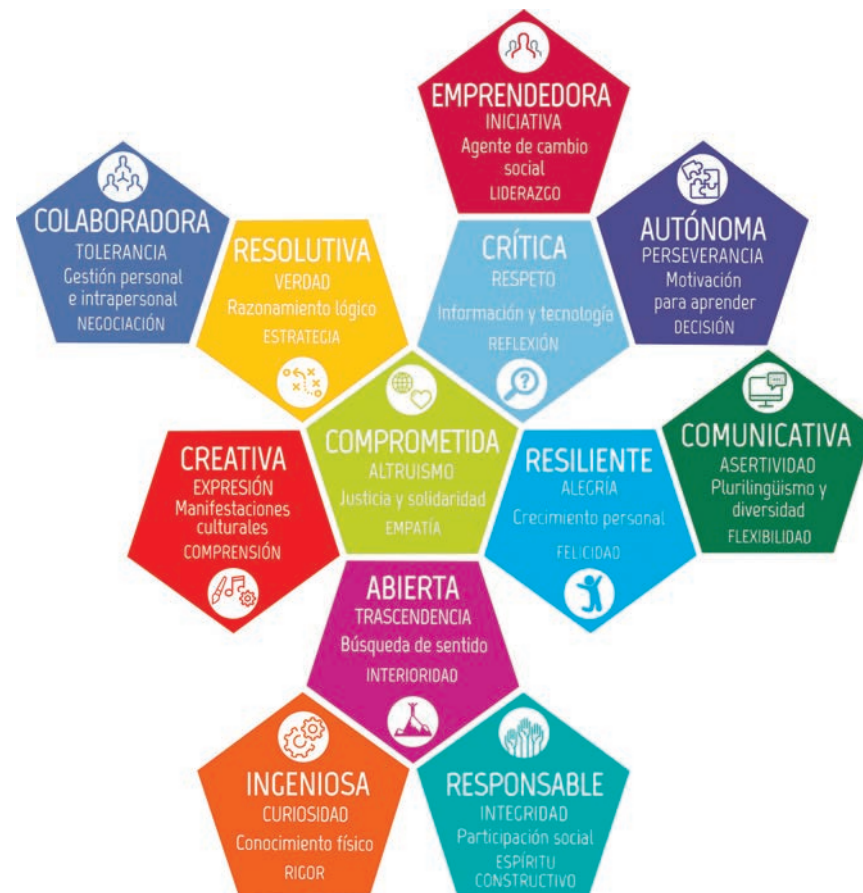 EMPRENDEDORA
INICIATIVA
Agente de cambio
social
LIDERAZGO
COLABORADORA
TOLERANCIA
Gestión personal
e intrapersonal
NEGOCIACIÓN
RESOLUTIVA
VERDAD
Razonamiento lógico
ESTRATEGIA
CRÍTICA
RESPETO
Información y tecnología
REFLEXIÓN
?
AUTÓNOMA
PERSEVERANCIA
Motivación
para aprender
DECISIÓN
CREATIVA
EXPRESIÓN
Manifestaciones
culturales
COMPRENSIÓN
COMPROMETIDA
ALTRUISMO
Justicia y solidaridad
EMPATÍA
RESILIENTE
ALEGRÍA
Crecimiento personal
FELICIDAD
COMUNICATIVA
ASERTIVIDAD
Plurilingüismo y
diversidad
FLEXIBILIDAD
ABIERTA
TRASCENDENCIA
Búsqueda de sentido
INTERIORIDAD
INGENIOSA
CURIOSIDAD
Conocimiento físico
RIGOR
RESPONSABLE
INTEGRIDAD
Participación social
ESPÍRITU
CONSTRUCTIVO